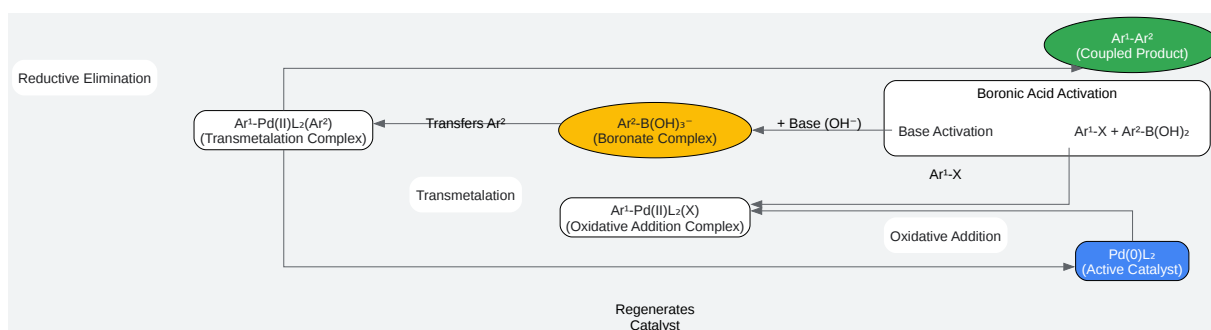 Ar¹-Ar²
(Coupled Product)
Reductive Elimination
Boronic Acid Activation
Ar¹-Pd(II)L₂(Ar²)
(Transmetalation Complex)
Transfers Ar²
Ar²-B(OH)₃⁻
(Boronate Complex)
+ Base (OH⁻)
Base Activation
Ar¹-X + Ar²-B(OH)₂
Ar¹-X
Transmetalation
Ar¹-Pd(II)L₂(X)
(Oxidative Addition Complex)
Oxidative Addition
Pd(0)L₂
(Active Catalyst)
Regenerates
Catalyst